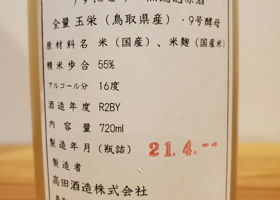 全量 玉栄（鳥取県産）・9号酵母
原材料名 米（国産）、米麹（国産米）
精米歩合 55%
アルコール分 16度
酒造年度 R2BY
内容量 720ml
製造年月（瓶詰） 21.4.--
製造者
高田酒造株式会社